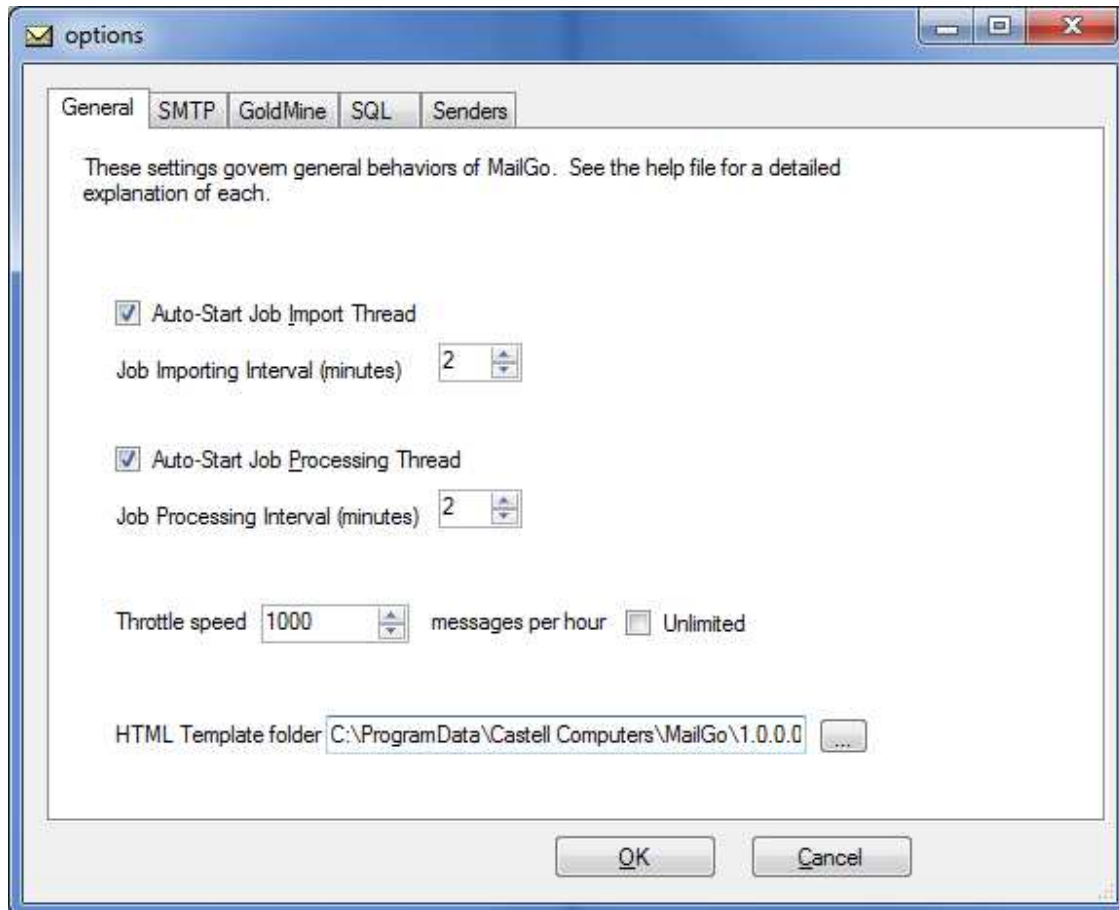 options
General SMTP GoldMine SQL Senders
These settings govern general behaviors of MailGo. See the help file for a detailed
explanation of each.
Auto-Start Job Import Thread
Job Importing Interval (minutes) 2
Auto-Start Job Processing Thread
Job Processing Interval (minutes) 2
Throttle speed 1000 messages per hour Unlimited
HTML Template folder C:\ProgramData\Castell Computers\MailGo\1.0.0.0 ...
OK Cancel